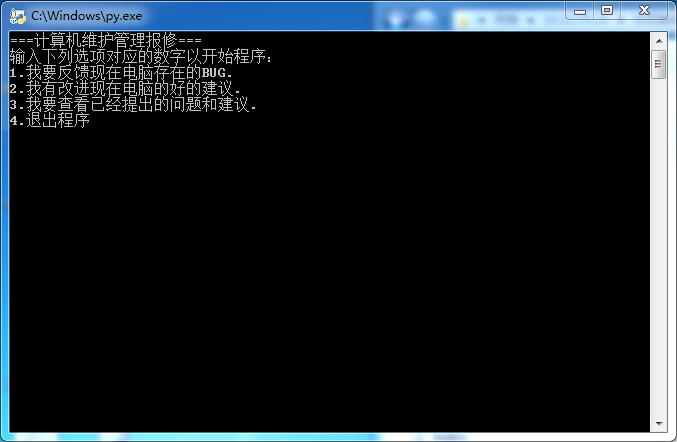 C:\Windows\py.exe
===计算机维护管理报修===
输入下列选项对应的数字以开始程序:
1.我要反馈现在电脑存在的BUG.
2.我有改进现在电脑的好的建议.
3.我要查看已经提出的问题和建议.
4.退出程序